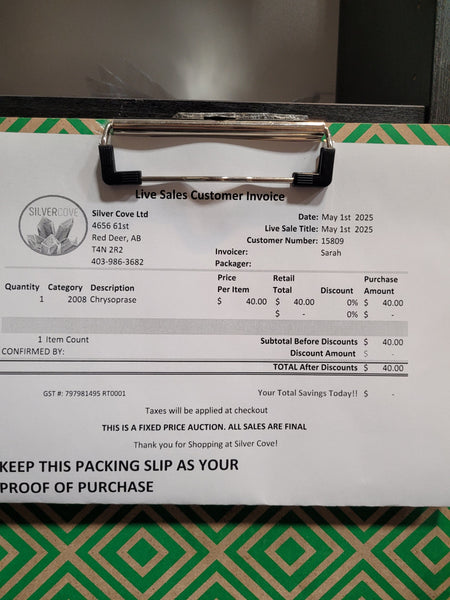 Live Sales Customer Invoice
SILVERCOVE
Silver Cove Ltd
4656 61st
Red Deer, AB
T4N 2R2
403-986-3682
Date: May 1st 2025
Live Sale Title: May 1st 2025
Customer Number: 15809
Invoicer: Sarah
Packager:
Quantity Category Description Price Per Item Retail Total Discount Purchase Amount
1 2008 Chrysoprase $ 40.00 $ 40.00 0% $ 40.00
$ - 0% $ -
1 Item Count Subtotal Before Discounts $ 40.00
CONFIRMED BY: Discount Amount $ -
TOTAL After Discounts $ 40.00
GST #: 797981495 RT0001 Your Total Savings Today!! $ -
Taxes will be applied at checkout
THIS IS A FIXED PRICE AUCTION. ALL SALES ARE FINAL
Thank you for Shopping at Silver Cove!
KEEP THIS PACKING SLIP AS YOUR
PROOF OF PURCHASE